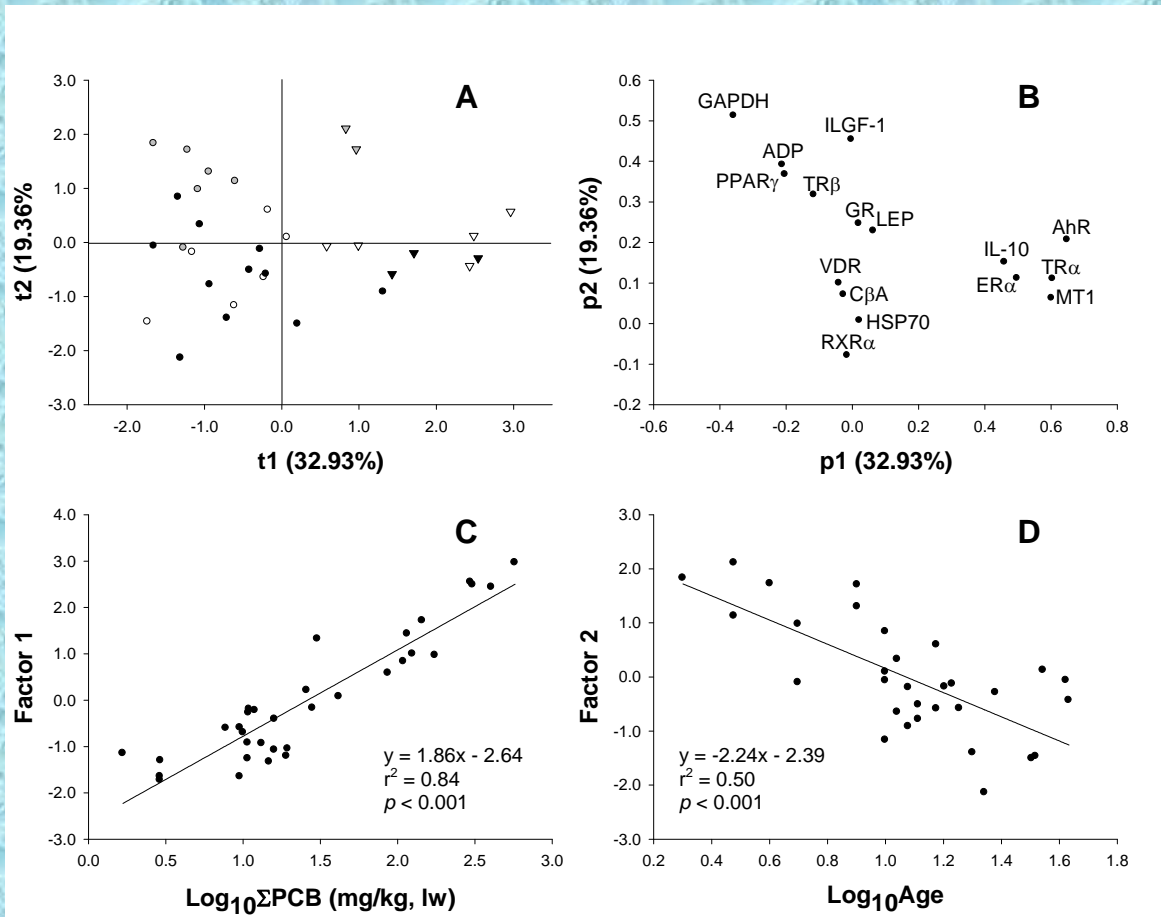 A
3.0
2.0
1.0
0.0
-1.0
-2.0
-3.0
t2 (19.36%
-2.0 -1.0 0.0 1.0 2.0 3.0
t1 (32.93%)
B
0.6
0.5
0.4
0.3
0.2
0.1
0.0
-0.1
-0.2
p2 (19.36%)
GAPDH
ILGF-1
ADP
PPARγ
TRβ
GR
LEP
AhR
IL-10
TRα
ERα
MT1
VDR
CβA
HSP70
RXRα
-0.6 -0.4 -0.2 0.0 0.2 0.4 0.6 0.8
p1 (32.93%)
C
4.0
3.0
2.0
1.0
0.0
-1.0
-2.0
-3.0
Factor 1
y = 1.86x - 2.64
r² = 0.84
p < 0.001
0.0 0.5 1.0 1.5 2.0 2.5 3.0
Log₁₀ΣPCB (mg/kg, lw)
D
3.0
2.0
1.0
0.0
-1.0
-2.0
-3.0
Factor 2
y = -2.24x - 2.39
r² = 0.50
p < 0.001
0.2 0.4 0.6 0.8 1.0 1.2 1.4 1.6 1.8
Log₁₀Age